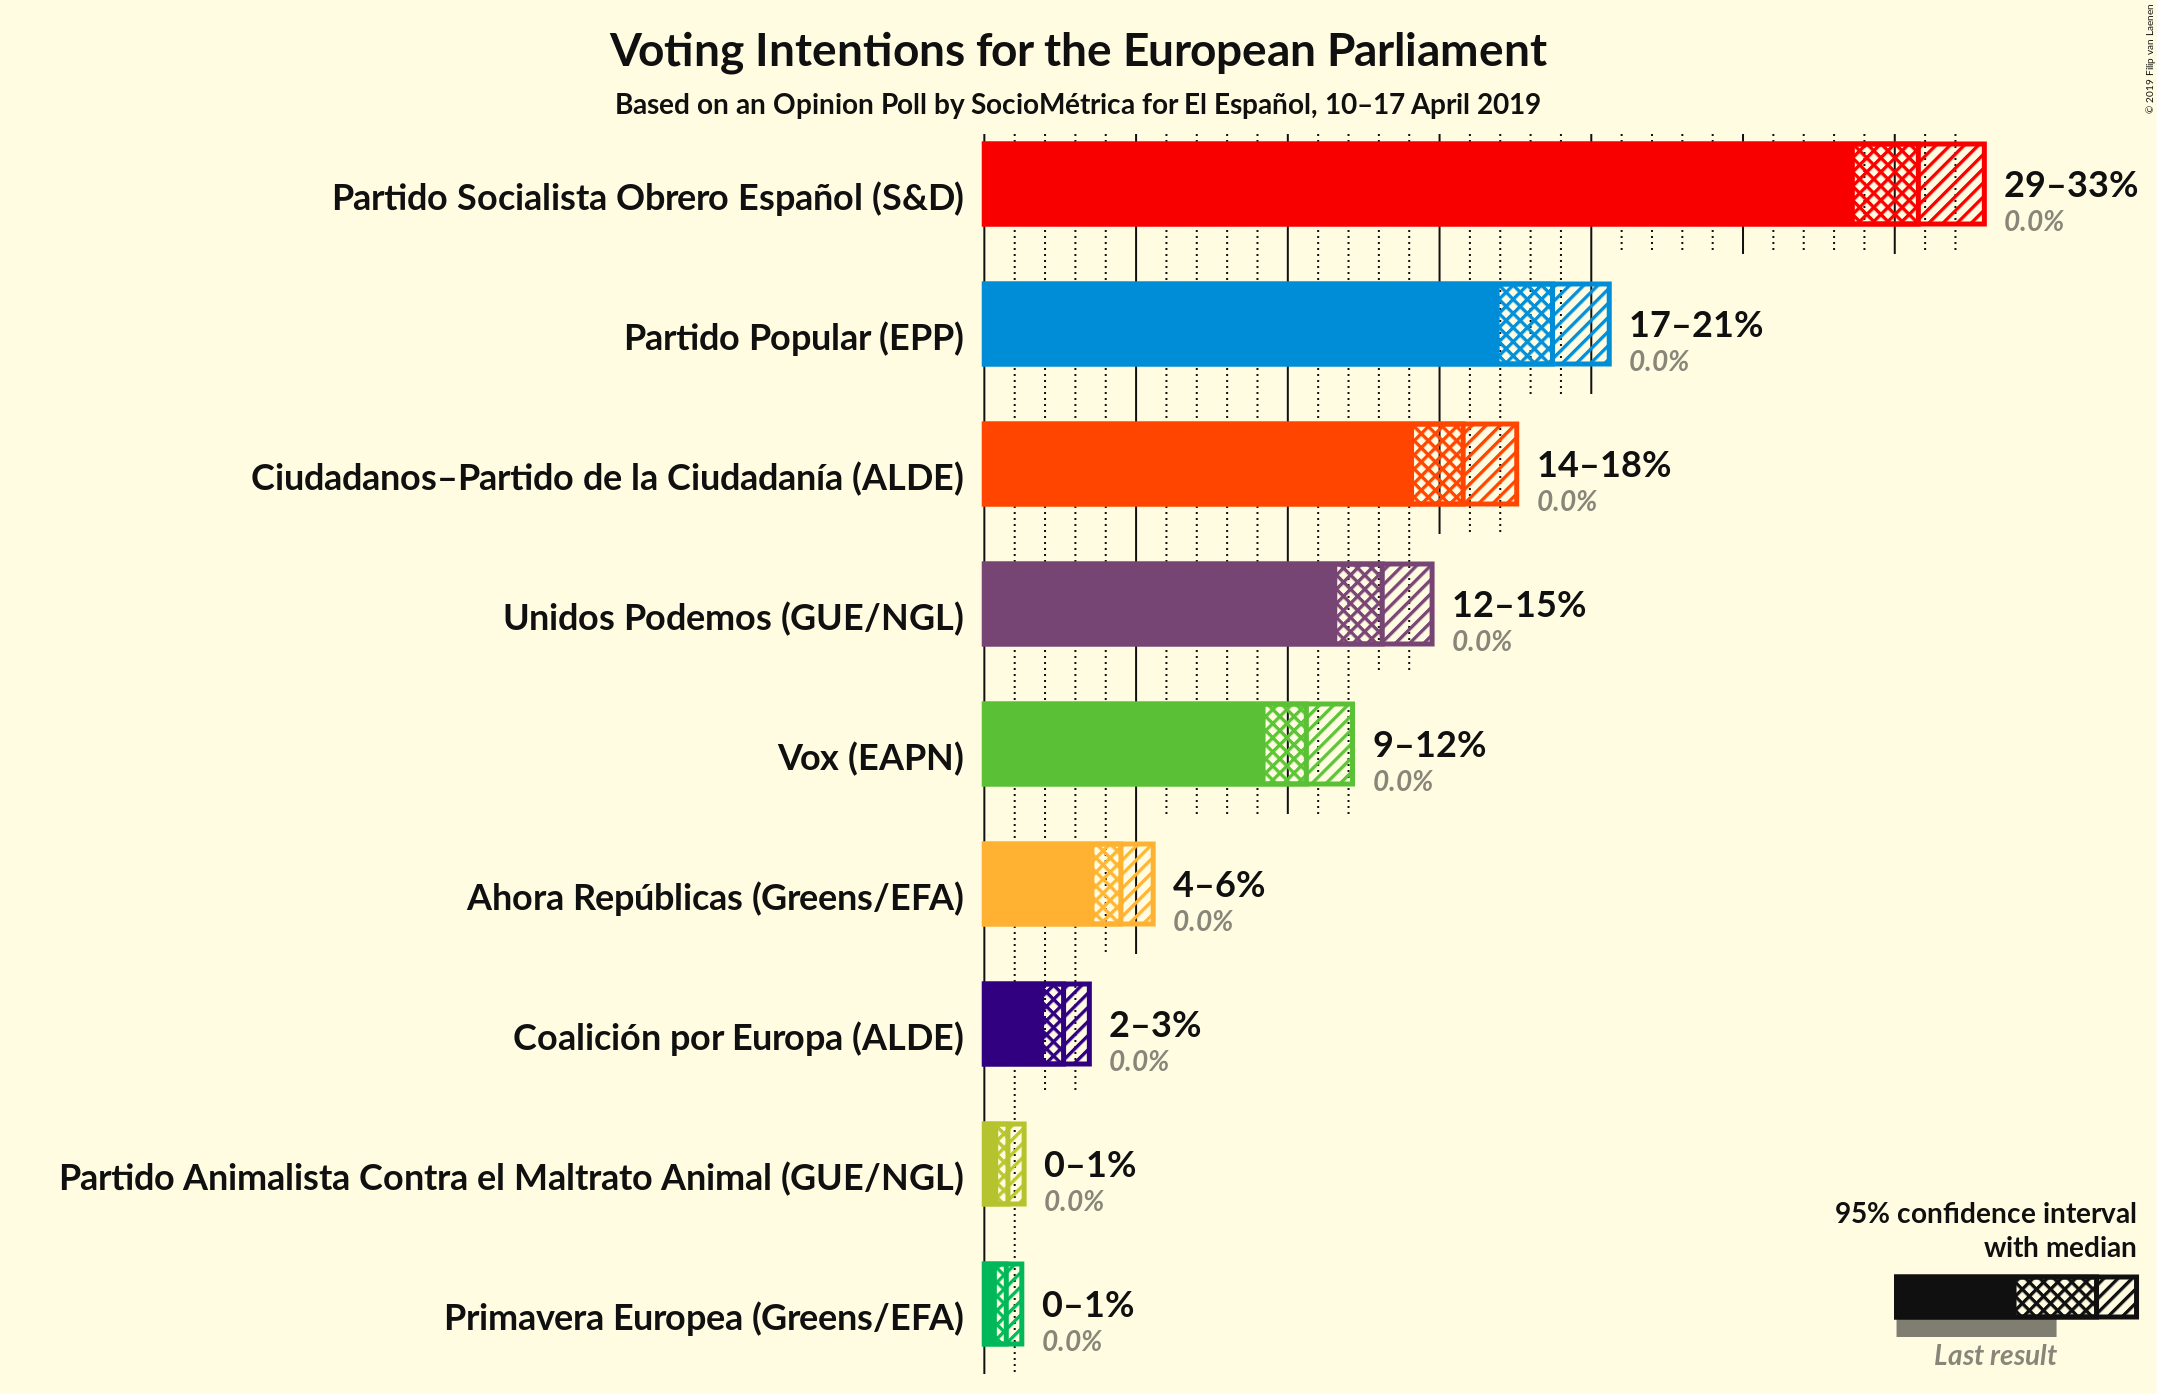 Voting Intentions for the European Parliament
Based on an Opinion Poll by SocioMétrica for El Español, 10–17 April 2019
© 2019 Filip van Laenen
Partido Socialista Obrero Español (S&D)
29–33%
0.0%
Partido Popular (EPP)
17–21%
0.0%
Ciudadanos–Partido de la Ciudadanía (ALDE)
14–18%
0.0%
Unidos Podemos (GUE/NGL)
12–15%
0.0%
Vox (EAPN)
9–12%
0.0%
Ahora Repúblicas (Greens/EFA)
4–6%
0.0%
Coalición por Europa (ALDE)
2–3%
0.0%
Partido Animalista Contra el Maltrato Animal (GUE/NGL)
0–1%
0.0%
Primavera Europea (Greens/EFA)
0–1%
0.0%
95% confidence interval
with median
Last result